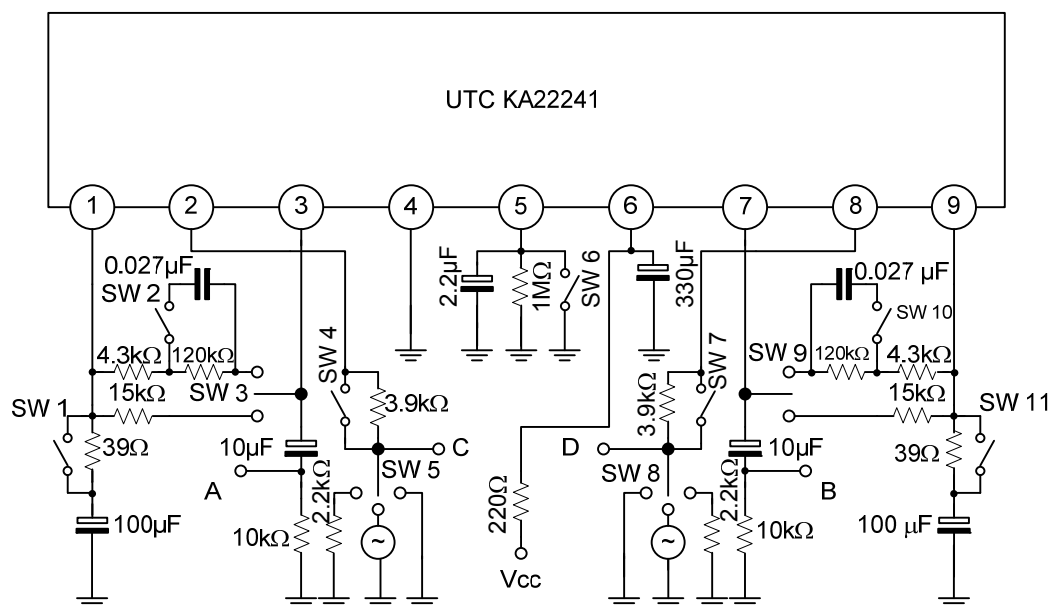 UTC KA22241
1 2 3 4 5 6 7 8 9
0.027µF
SW 2
4.3kΩ
120kΩ
SW 3
15kΩ
SW 1
39Ω
100µF
10µF
A
10kΩ
2.2kΩ
SW 4
3.9kΩ
C
SW 5
~
2.2µF
1MΩ
SW 6
330µF
220Ω
Vcc
D
3.9kΩ
SW 7
SW 8
~
2.2kΩ
10kΩ
10µF
B
SW 9
0.027 µF
SW 10
120kΩ
4.3kΩ
15kΩ
SW 11
39Ω
100 µF